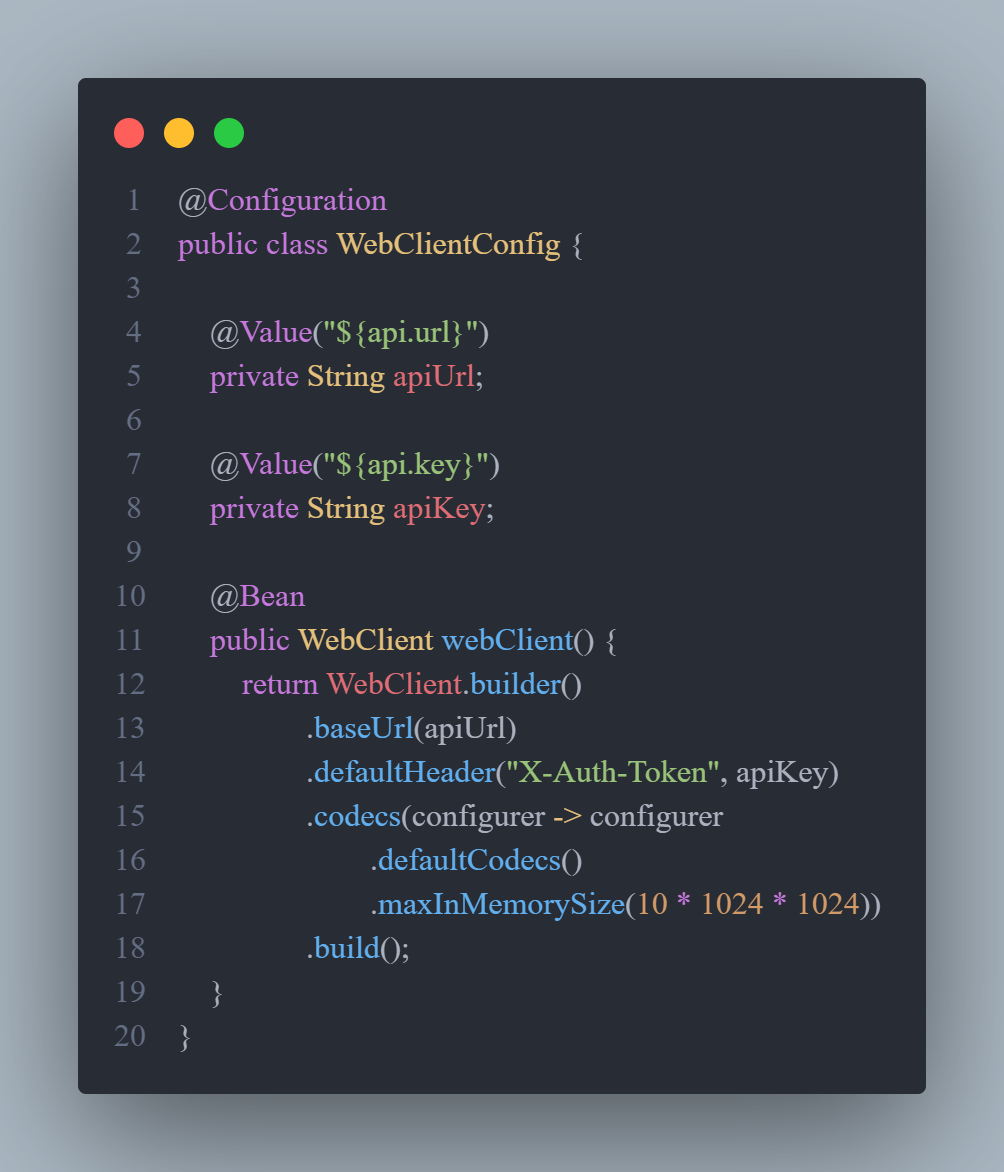 1 @Configuration
2 public class WebClientConfig {
3
4     @Value("${api.url}")
5     private String apiUrl;
6
7     @Value("${api.key}")
8     private String apiKey;
9
10     @Bean
11     public WebClient webClient() {
12         return WebClient.builder()
13                 .baseUrl(apiUrl)
14                 .defaultHeader("X-Auth-Token", apiKey)
15                 .codecs(configurer -> configurer
16                         .defaultCodecs()
17                         .maxInMemorySize(10 * 1024 * 1024))
18                 .build();
19     }
20 }